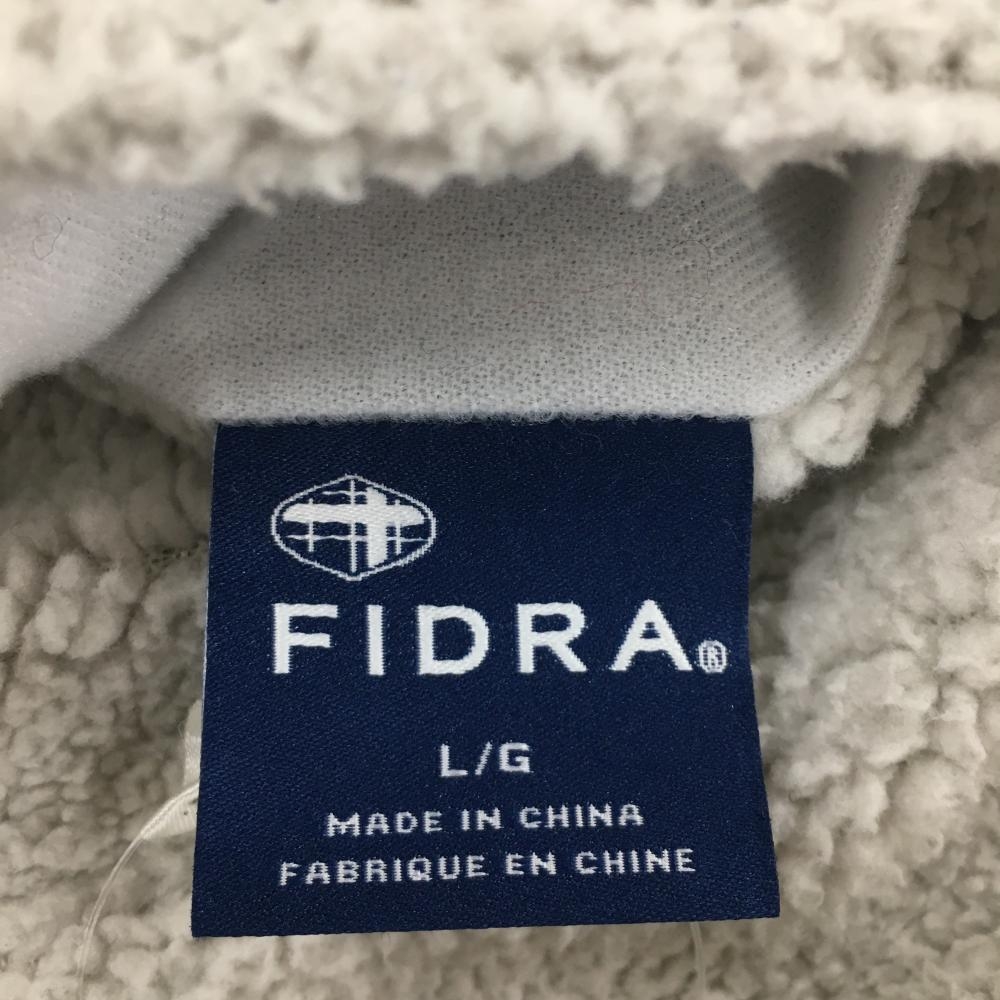 FIDRA®
L/G
MADE IN CHINA
FABRIQUE EN CHINE